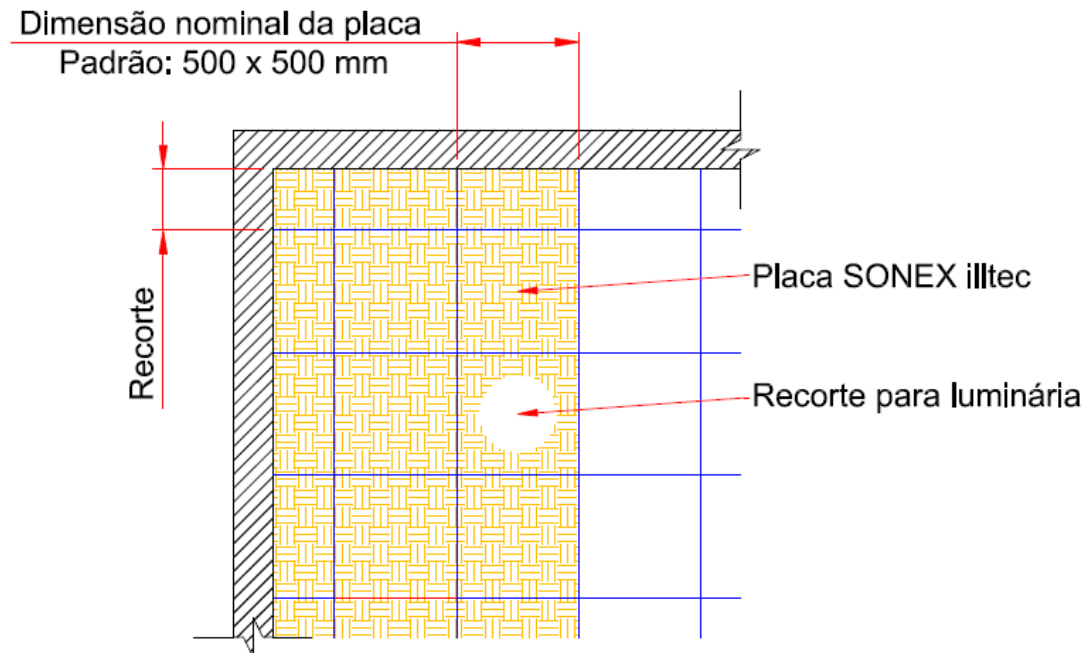 Dimensão nominal da placa
Padrão: 500 x 500 mm
Recorte
Placa SONEX illtec
Recorte para luminária